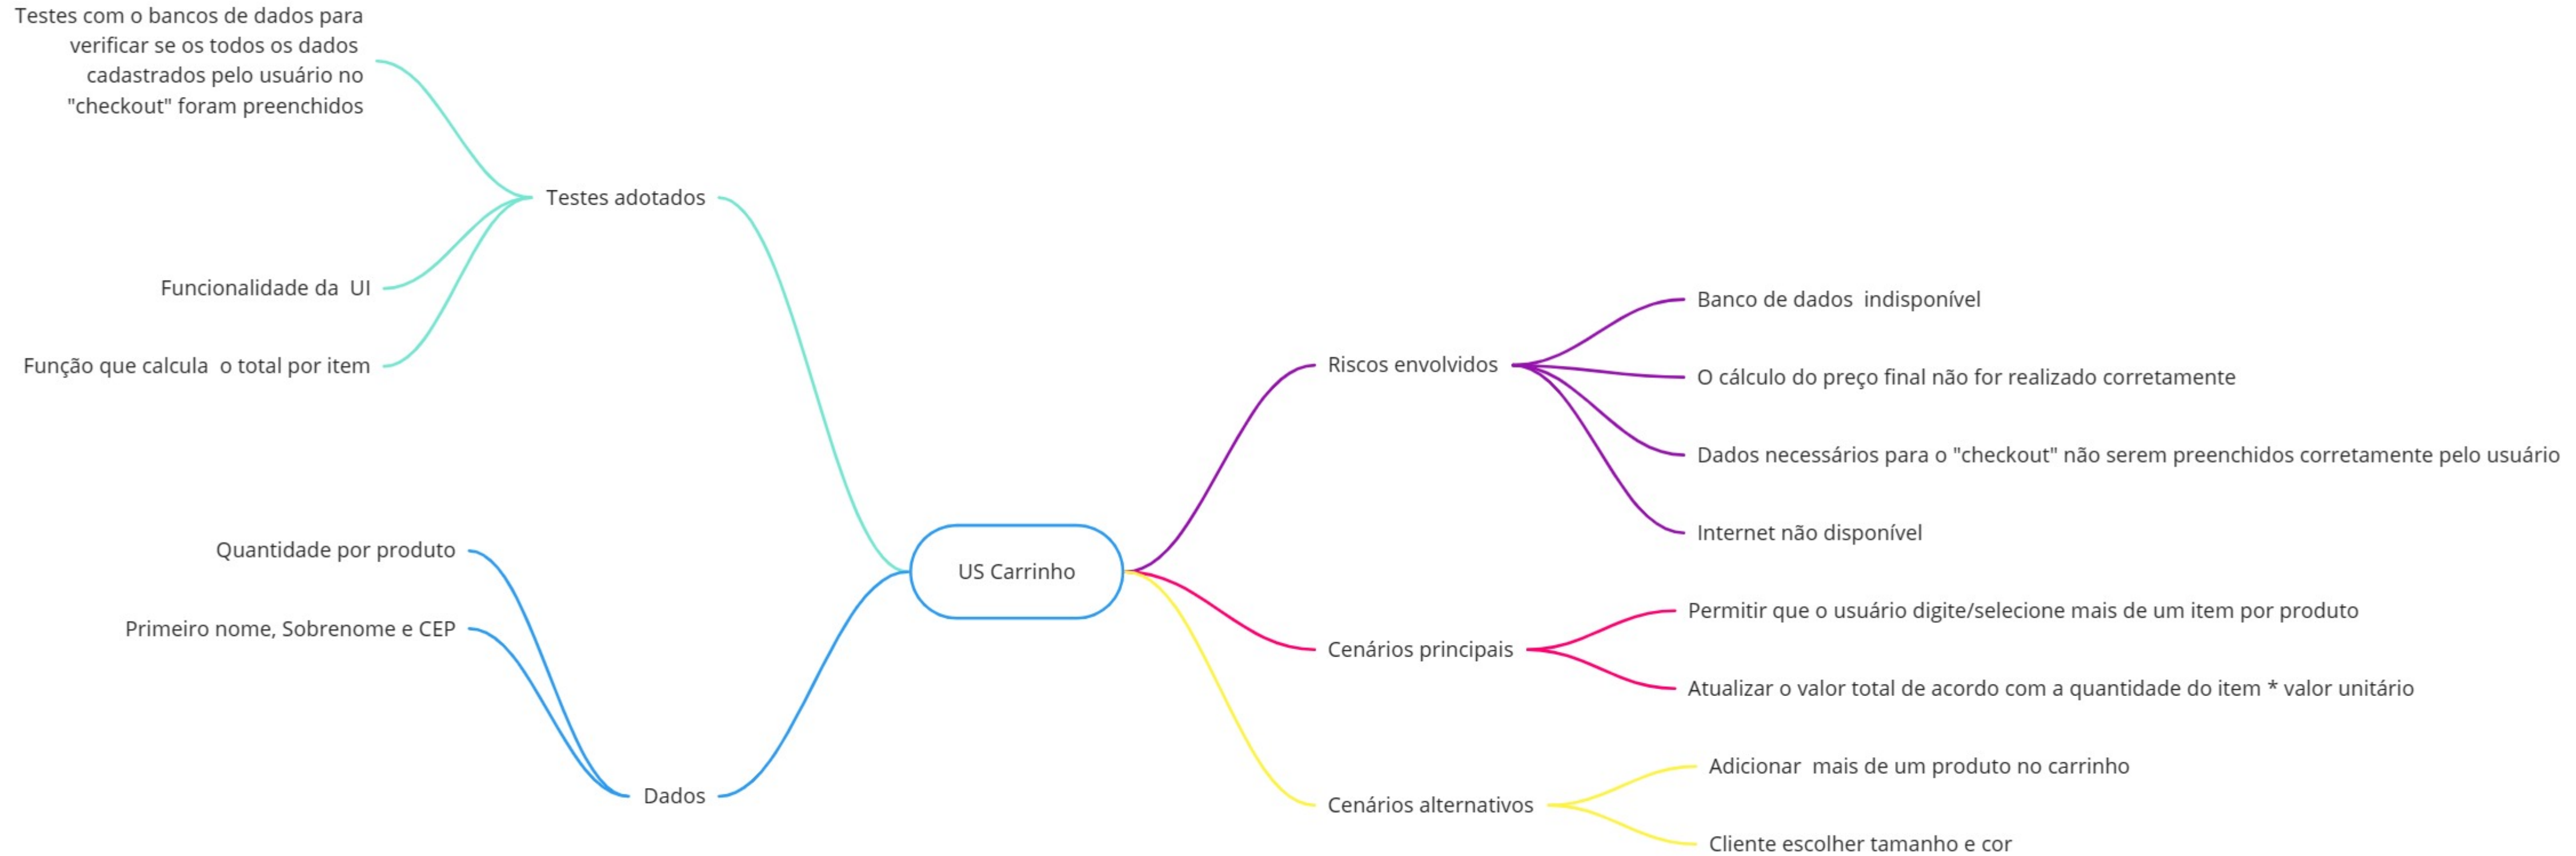 Testes com o bancos de dados para
verificar se os todos os dados
cadastrados pelo usuário no
"checkout" foram preenchidos
Testes adotados
Funcionalidade da  UI
Função que calcula  o total por item
Quantidade por produto
Primeiro nome, Sobrenome e CEP
Dados
US Carrinho
Riscos envolvidos
Banco de dados  indisponível
O cálculo do preço final não for realizado corretamente
Dados necessários para o "checkout" não serem preenchidos corretamente pelo usuário
Internet não disponível
Cenários principais
Permitir que o usuário digite/selecione mais de um item por produto
Atualizar o valor total de acordo com a quantidade do item * valor unitário
Cenários alternativos
Adicionar  mais de um produto no carrinho
Cliente escolher tamanho e cor